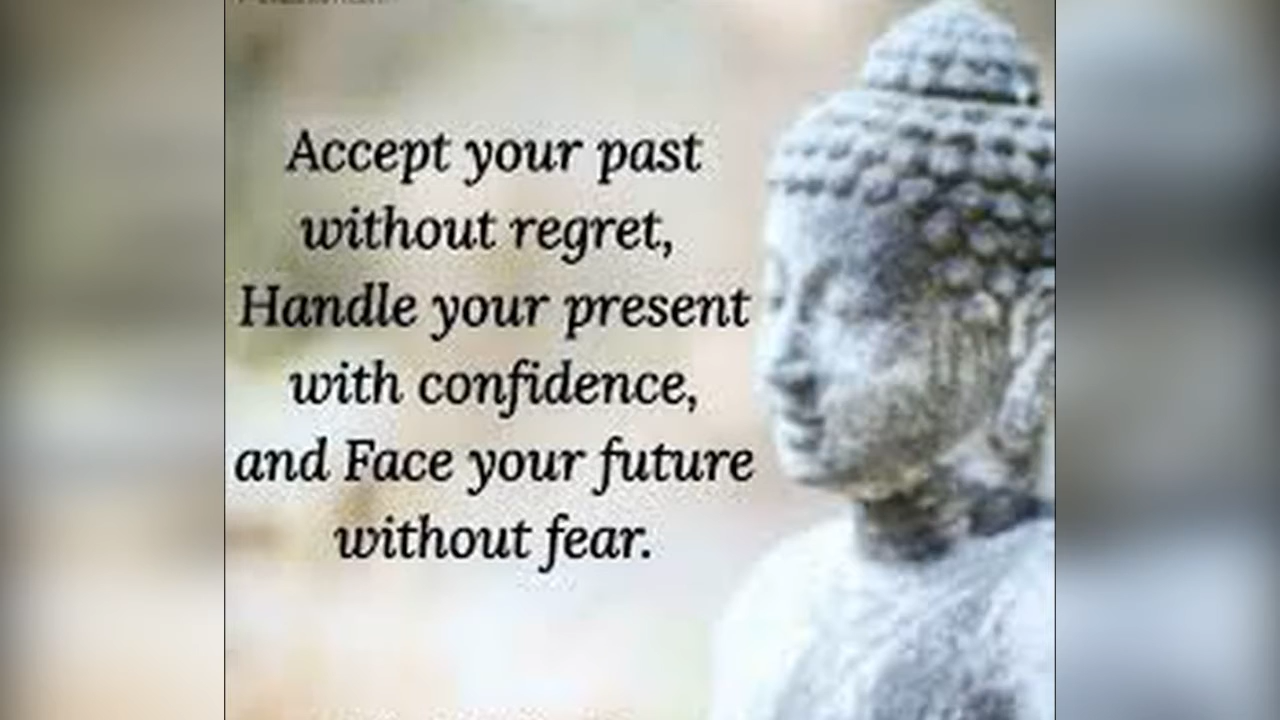 Accept your past
without regret,
Handle your present
with confidence,
and Face your future
without fear.